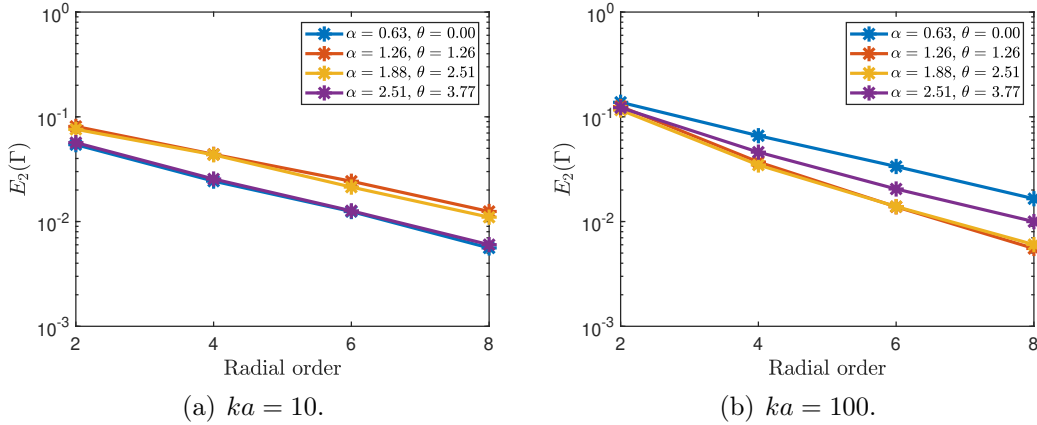 10^0
10^-1
10^-2
10^-3
E_2(Γ)
2
4
6
8
Radial order
α = 0.63, θ = 0.00
α = 1.26, θ = 1.26
α = 1.88, θ = 2.51
α = 2.51, θ = 3.77
(a) ka = 10.
10^0
10^-1
10^-2
10^-3
E_2(Γ)
2
4
6
8
Radial order
α = 0.63, θ = 0.00
α = 1.26, θ = 1.26
α = 1.88, θ = 2.51
α = 2.51, θ = 3.77
(b) ka = 100.